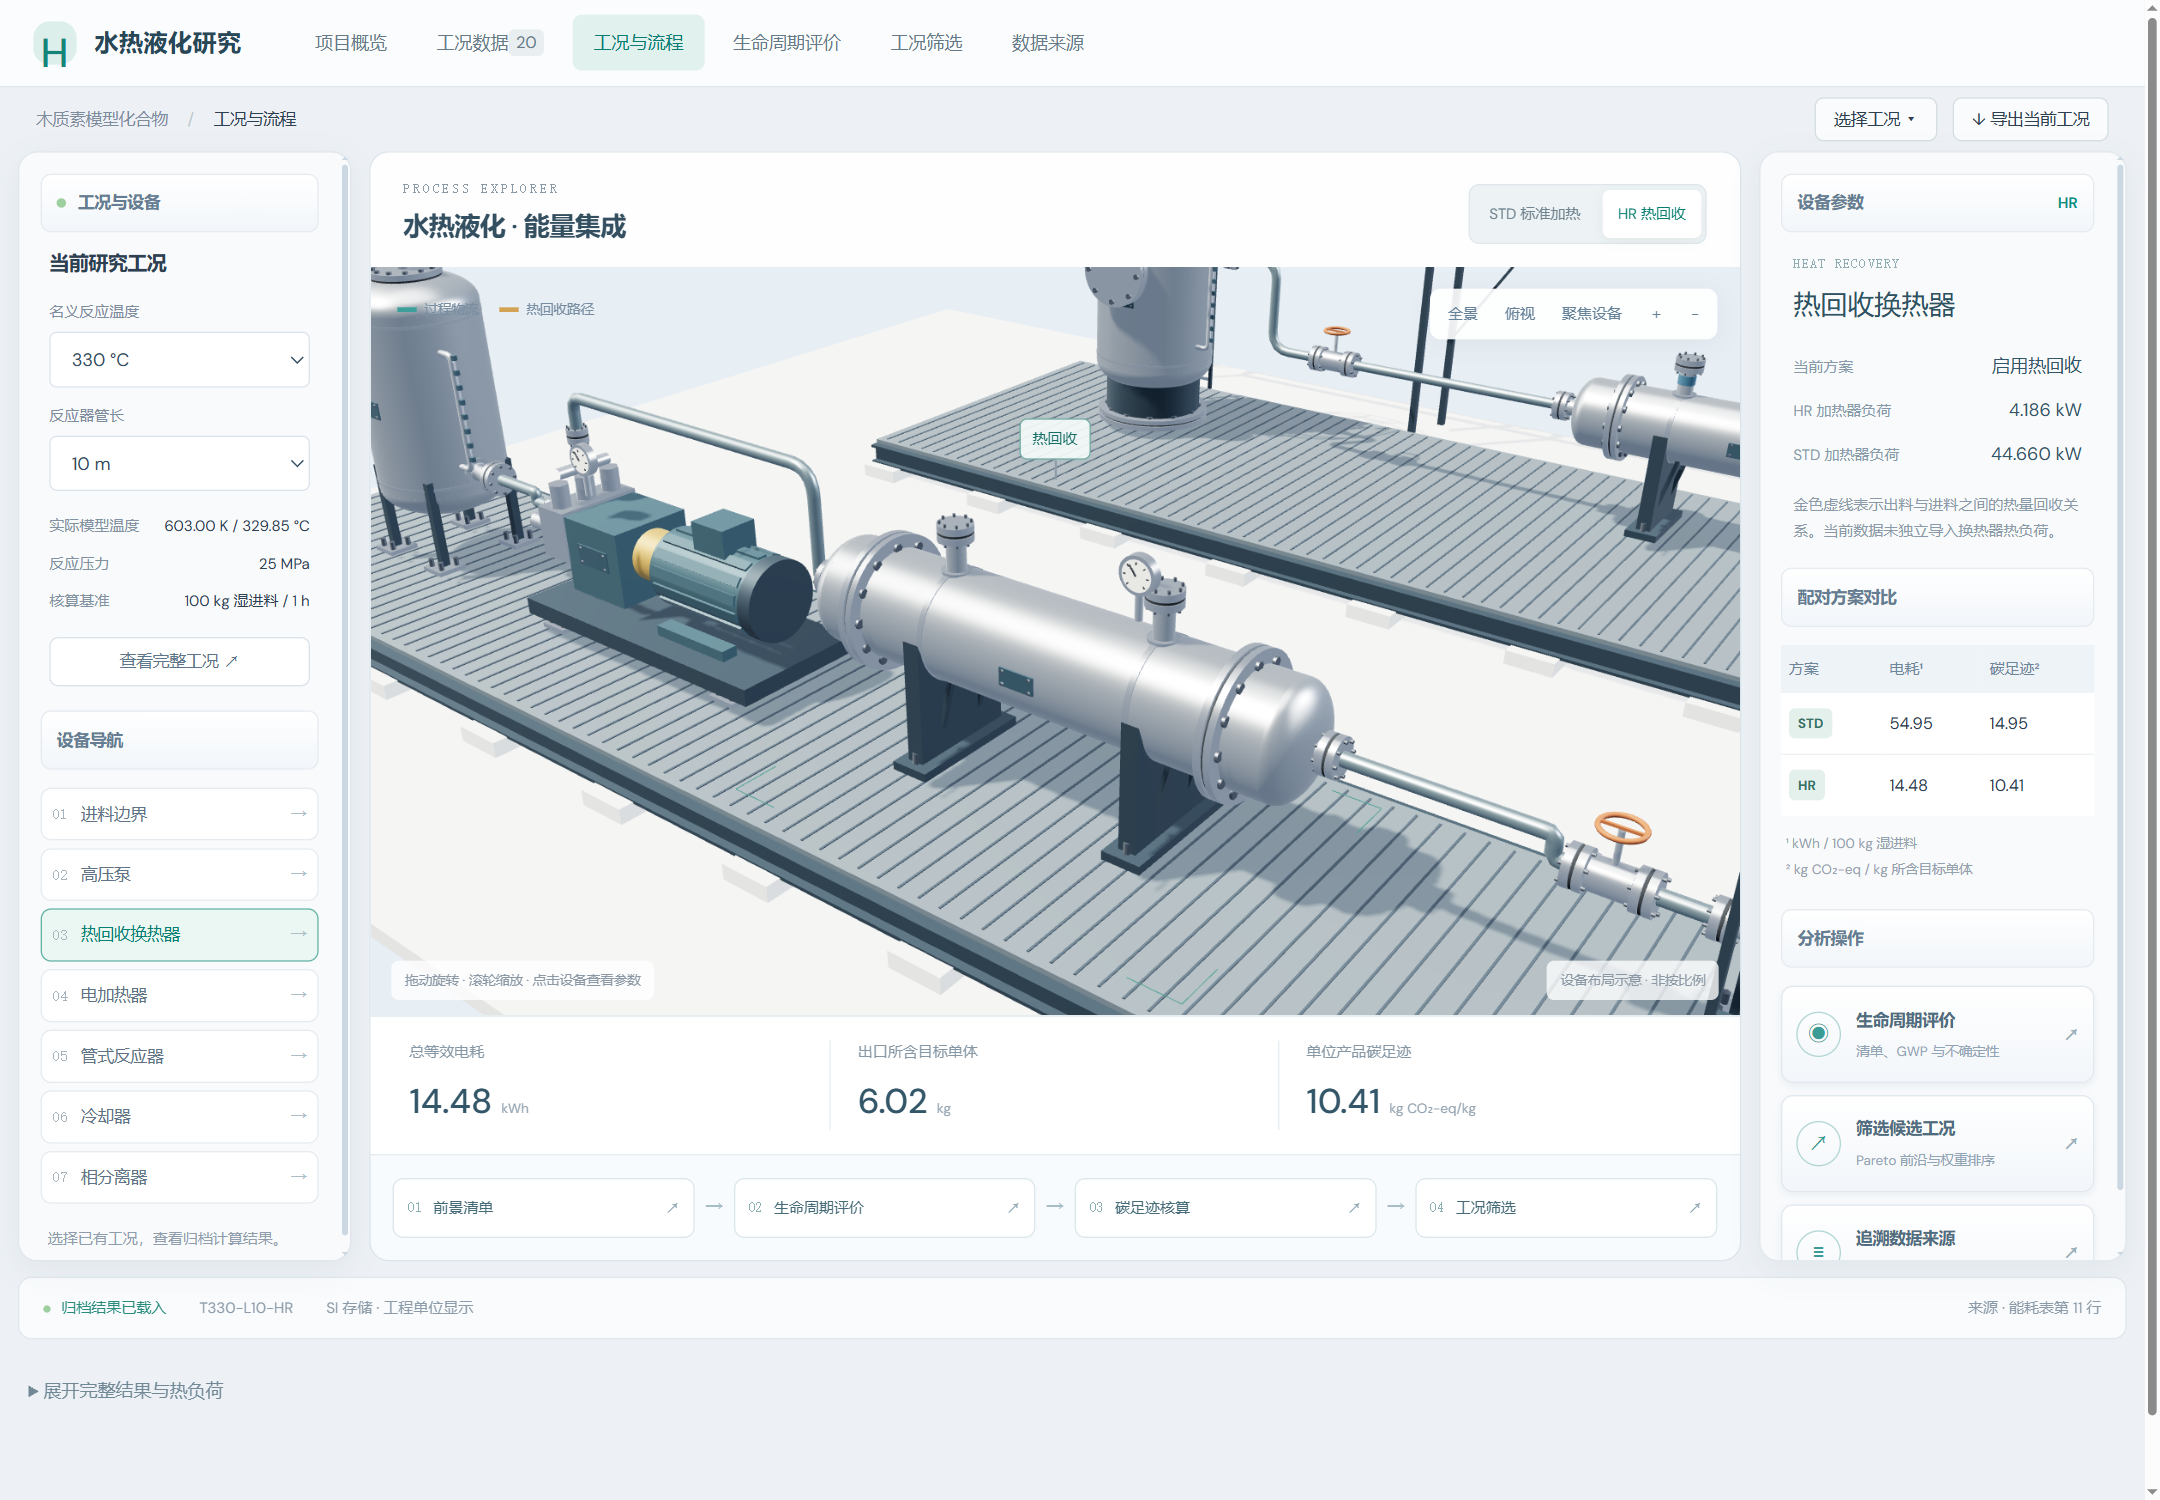 H 水热液化研究 项目概览 工况数据 20 工况与流程 生命周期评价 工况筛选 数据来源
木质素模型化合物 / 工况与流程
选择工况 ▾
↓ 导出当前工况
工况与设备
当前研究工况
名义反应温度
330 °C
反应器管长
10 m
实际模型温度 603.00 K / 329.85 °C
反应压力 25 MPa
核算基准 100 kg 湿进料 / 1 h
查看完整工况 ↗
设备导航
01 进料边界 →
02 高压泵 →
03 热回收换热器 →
04 电加热器 →
05 管式反应器 →
06 冷却器 →
07 相分离器 →
选择已有工况，查看归档计算结果。
PROCESS EXPLORER
水热液化 · 能量集成
STD 标准加热 HR 热回收
过程物流 热回收路径
全景 俯视 聚焦设备 + −
热回收
拖动旋转 · 滚轮缩放 · 点击设备查看参数
设备布局示意 · 非按比例
总等效电耗
14.48 kWh
出口所含目标单体
6.02 kg
单位产品碳足迹
10.41 kg CO₂-eq/kg
01 前景清单 ↗ →
02 生命周期评价 ↗ →
03 碳足迹核算 ↗ →
04 工况筛选 ↗
设备参数 HR
HEAT RECOVERY
热回收换热器
当前方案 启用热回收
HR 加热器负荷 4.186 kW
STD 加热器负荷 44.660 kW
金色虚线表示出料与进料之间的热量回收关
系。当前数据未独立导入换热器热负荷。
配对方案对比
方案 电耗¹ 碳足迹²
STD 54.95 14.95
HR 14.48 10.41
¹ kWh / 100 kg 湿进料
² kg CO₂-eq / kg 所含目标单体
分析操作
生命周期评价 ↗
清单、GWP 与不确定性
筛选候选工况 ↗
Pareto 前沿与权重排序
追溯数据来源 ↗
归档结果已载入 T330-L10-HR SI 存储 · 工程单位显示
来源 · 能耗表第 11 行
▶ 展开完整结果与热负荷